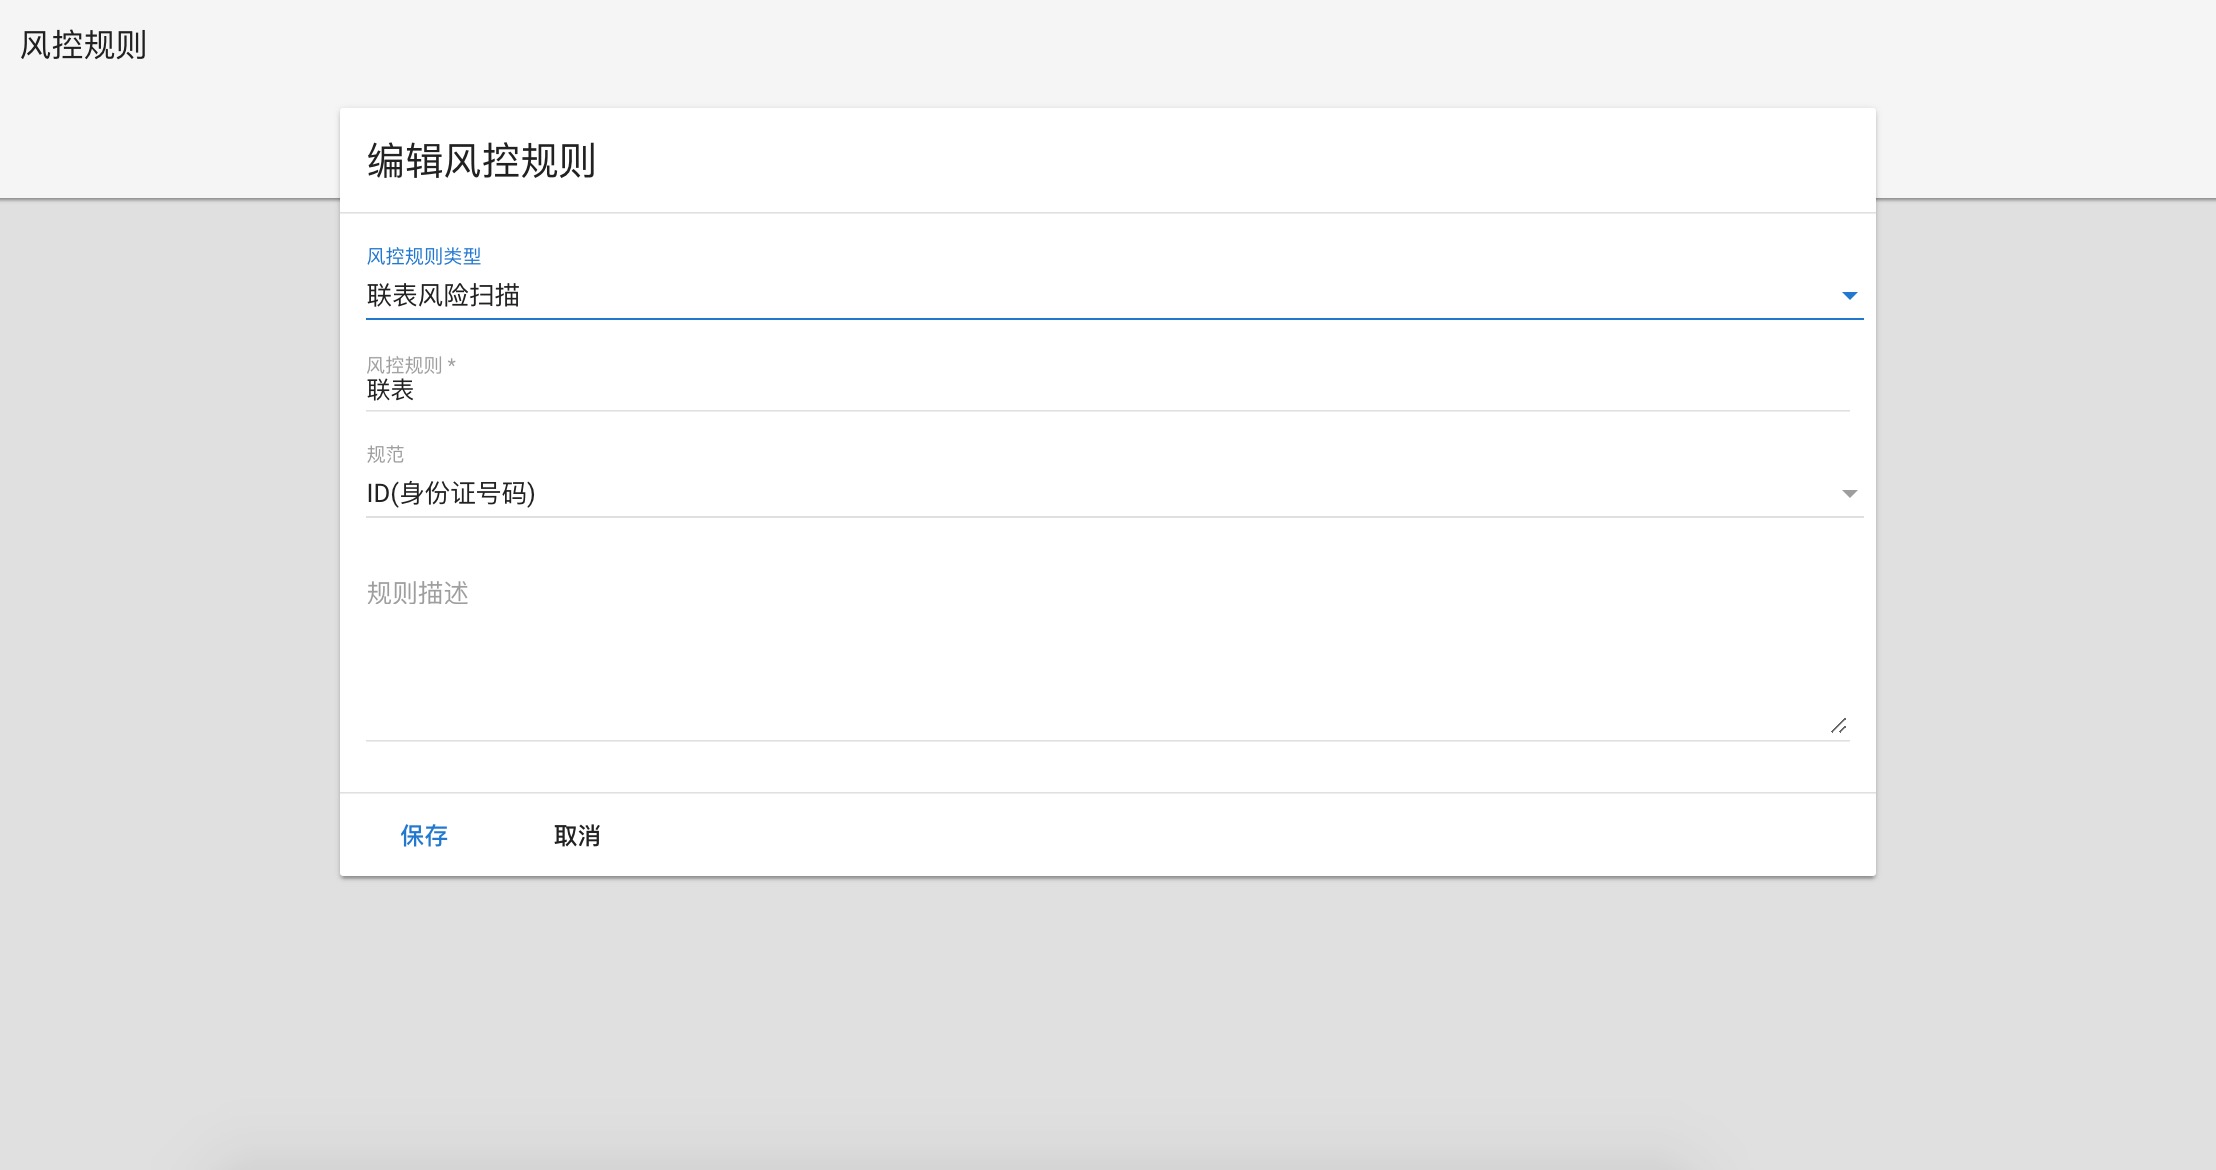 风控规则
编辑风控规则
风控规则类型
联表风险扫描
风控规则 *
联表
规范
ID(身份证号码)
规则描述
保存 取消